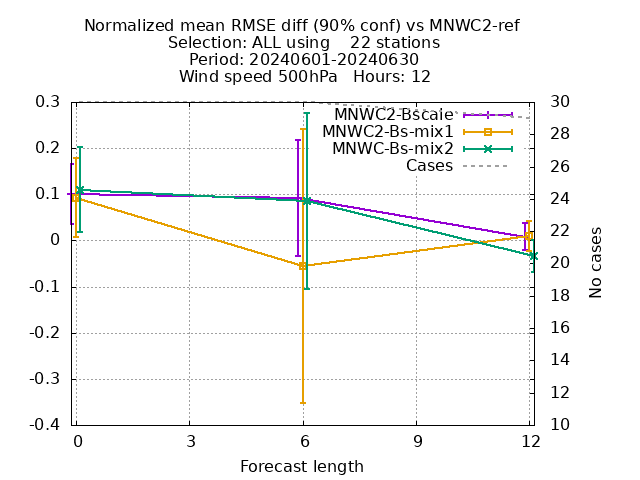 Normalized mean RMSE diff (90% conf) vs MNWC2-ref
Selection: ALL using 22 stations
Period: 20240601-20240630
Wind speed 500hPa Hours: 12
MNWC2-Bscale
MNWC2-Bs-mix1
MNWC-Bs-mix2
Cases
0.3
0.2
0.1
0
-0.1
-0.2
-0.3
-0.4
30
28
26
24
22
20
18
16
14
12
10
No cases
0 3 6 9 12
Forecast length